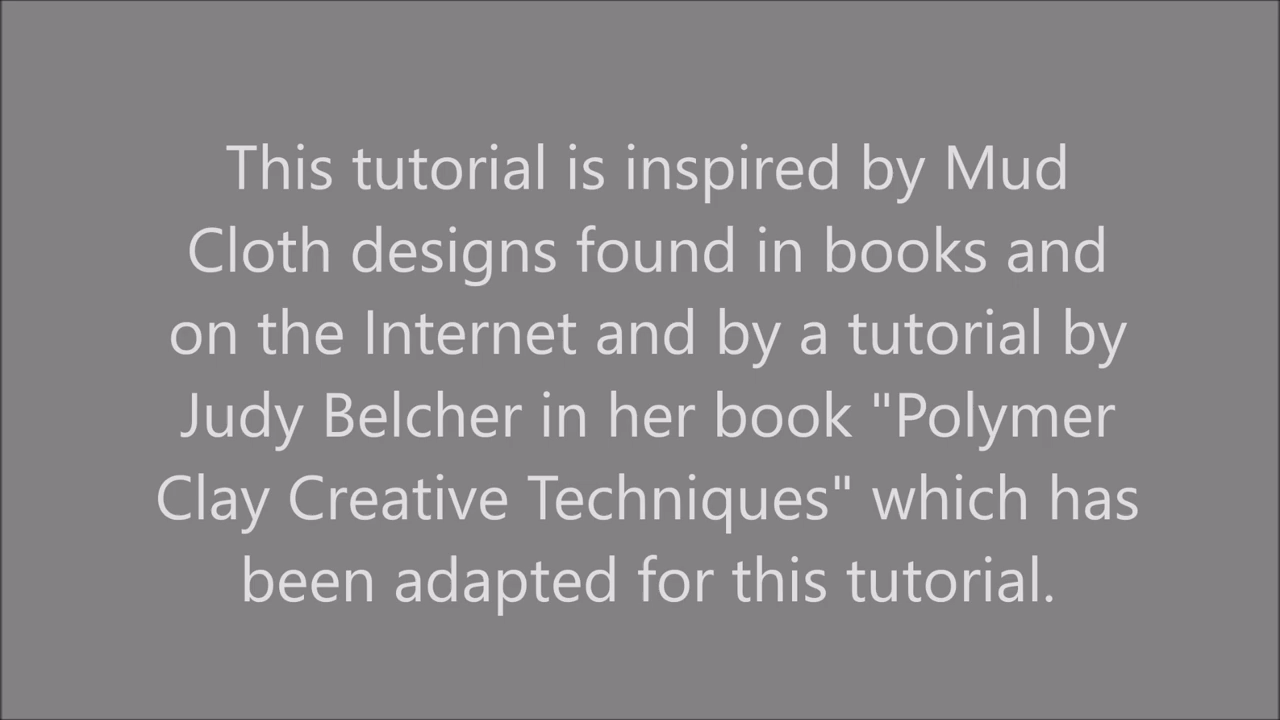 This tutorial is inspired by Mud
Cloth designs found in books and
on the Internet and by a tutorial by
Judy Belcher in her book "Polymer
Clay Creative Techniques" which has
been adapted for this tutorial.